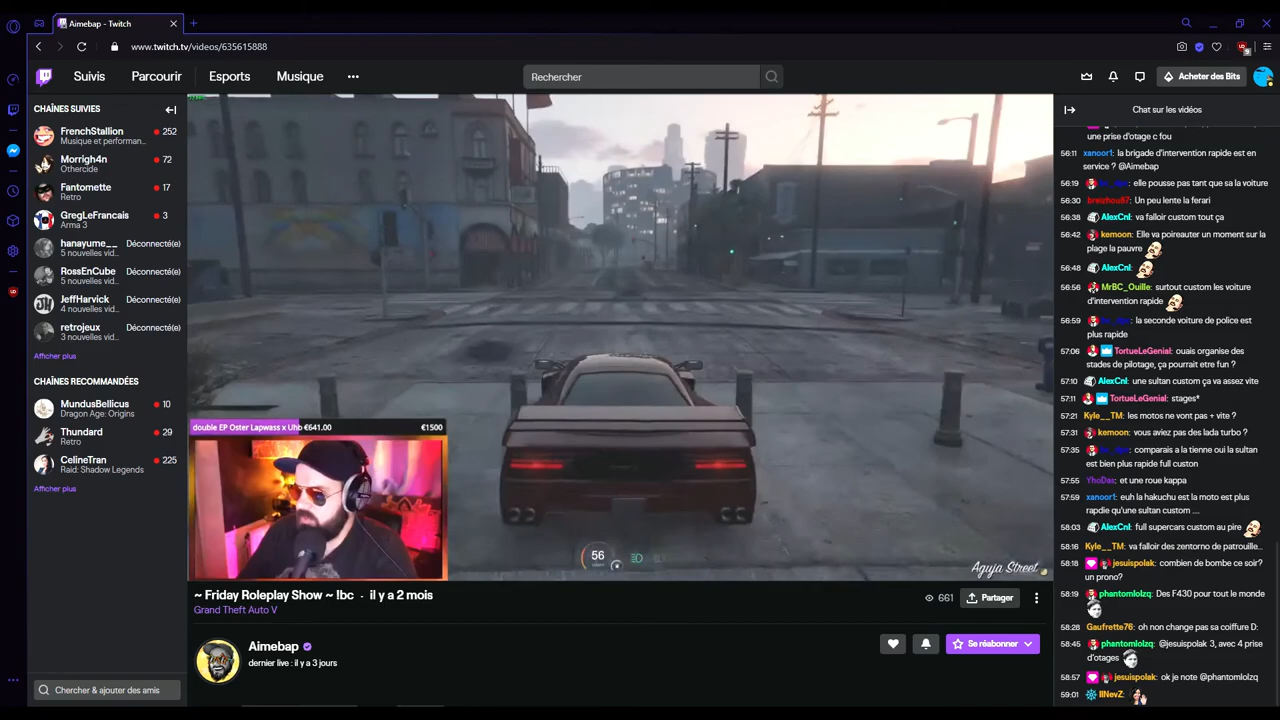 Aimebap - Twitch
www.twitch.tv/videos/635615888
Suivis
Parcourir
Esports
Musique
Rechercher
Acheter des Bits
CHAÎNES SUIVIES
FrenchStallion 252
Musique et performan...
Morrigh4n 72
Othercide
Fantomette 17
Retro
GregLeFrancais 3
Arma 3
hanayume__ Déconnecté(e)
5 nouvelles vid...
RossEnCube Déconnecté(e)
5 nouvelles vid...
JeffHarvick Déconnecté(e)
4 nouvelles vid...
retrojeux Déconnecté(e)
3 nouvelles vid...
Afficher plus
CHAÎNES RECOMMANDÉES
MundusBellicus 10
Dragon Age: Origins
Thundard 29
Retro
CelineTran 225
Raid: Shadow Legends
Afficher plus
Chercher & ajouter des amis
double EP Oster Lapwass x Uhb €641.00 €1500
56
Aguja Street
~ Friday Roleplay Show ~ !bc - il y a 2 mois
Grand Theft Auto V
661
Partager
Aimebap
dernier live : il y a 3 jours
Se réabonner
Chat sur les vidéos
une prise d'otage c fou
56:11 xanoor1: la brigade d'intervention rapide est en
service ? @Aimebap
56:19 : elle pousse pas tant que sa la voiture
56:30 breizhou87: Un peu lente la ferari
56:38 AlexCnl: va falloir custom tout ça
56:42 kemoon: Elle va poireauter un moment sur la
plage la pauvre
56:48 AlexCnl:
56:56 MrBC_Ouille: surtout custom les voiture
d'intervention rapide
56:59 : la seconde voiture de police est
plus rapide
57:06 TortueLeGenial: ouais organise des
stades de pilotage, ça pourrait etre fun ?
57:10 AlexCnl: une sultan custom ça va assez vite
57:11 TortueLeGenial: stages*
57:21 Kyle__TM: les motos ne vont pas + vite ?
57:31 kemoon: vous aviez pas des lada turbo ?
57:35 : comparais a la tienne oui la sultan
est bien plus rapide full custon
57:55 YhoDas: et une roue kappa
57:59 xanoor1: euh la hakuchu est la moto est plus
rapdie qu'une sultan custom ....
58:03 AlexCnl: full supercars custom au pire
58:16 Kyle__TM: va falloir des zentorno de patrouille...
58:18 jesuispolak: combien de bombe ce soir?
un prono?
58:19 phantomlolzq: Des F430 pour tout le monde
58:28 Gaufrette76: oh non change pas sa coiffure D:
58:45 phantomlolzq: @jesuispolak 3, avec 4 prise
d'otages
58:57 jesuispolak: ok je note @phantomlolzq
59:01 IlNevZ: